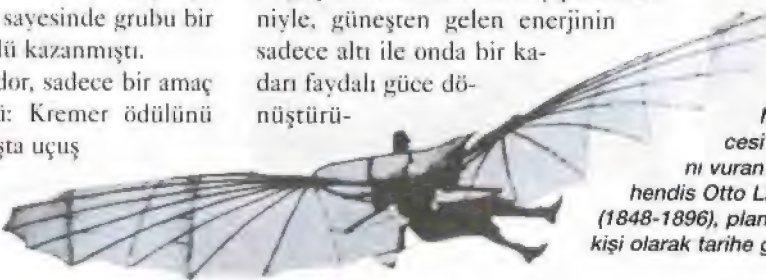 sayesinde grubu bir
lü kazanmıştı.
dor, sadece bir amaç
ü: Kremer ödülünü
şta uçuş
niyle, güneşten gelen enerjinin
sadece altı ile onda bir ka-
darı faydalı güce dö-
nüştürü-
cesi
nı vuran
hendis Otto L
(1848-1896), plan
kişi olarak tarihe g